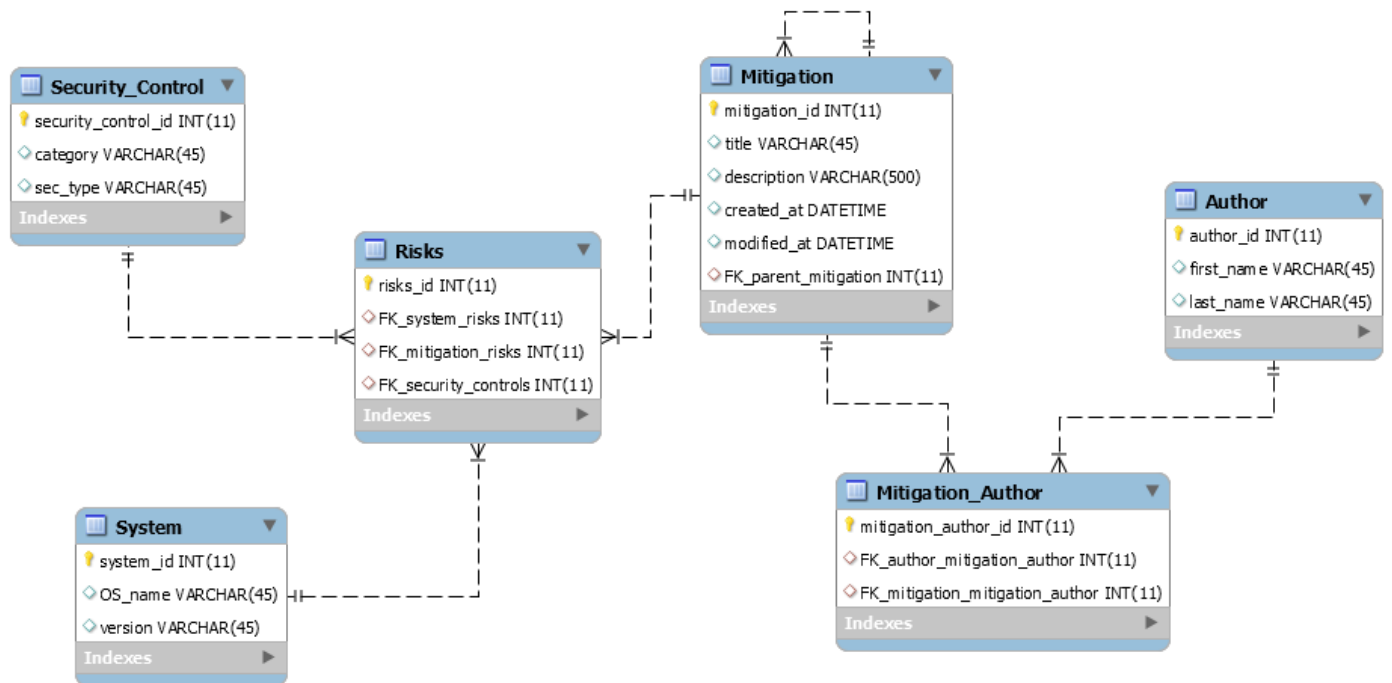 Security_Control
security_control_id INT(11)
category VARCHAR(45)
sec_type VARCHAR(45)
Indexes
Risks
risks_id INT(11)
FK_system_risks INT(11)
FK_mitigation_risks INT(11)
FK_security_controls INT(11)
Indexes
System
system_id INT(11)
OS_name VARCHAR(45)
version VARCHAR(45)
Indexes
Mitigation
mitigation_id INT(11)
title VARCHAR(45)
description VARCHAR(500)
created_at DATETIME
modified_at DATETIME
FK_parent_mitigation INT(11)
Indexes
Author
author_id INT(11)
first_name VARCHAR(45)
last_name VARCHAR(45)
Indexes
Mitigation_Author
mitigation_author_id INT(11)
FK_author_mitigation_author INT(11)
FK_mitigation_mitigation_author INT(11)
Indexes